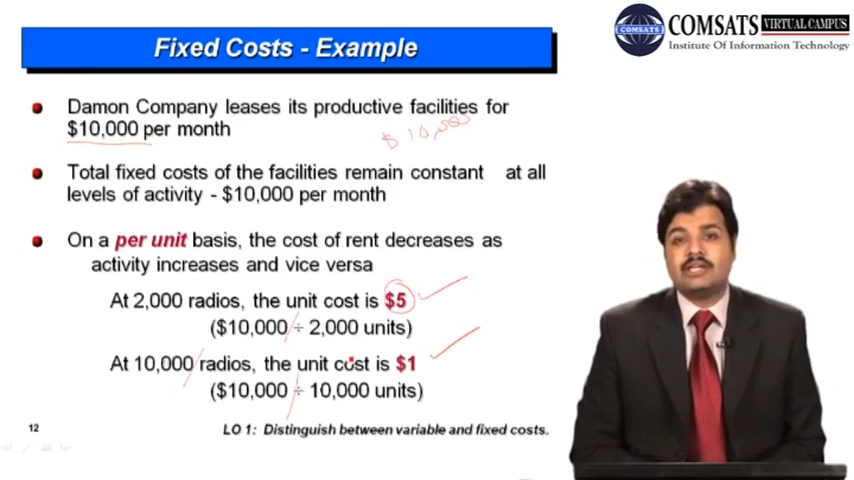 COMSATS VIRTUAL CAMPUS
COMSATS
Institute Of Information Technology
Fixed Costs - Example
Damon Company leases its productive facilities for
$10,000 per month
$10,000
Total fixed costs of the facilities remain constant at all
levels of activity - $10,000 per month
On a per unit basis, the cost of rent decreases as
activity increases and vice versa
At 2,000 radios, the unit cost is $5
($10,000 ÷ 2,000 units)
At 10,000 radios, the unit cost is $1
($10,000 ÷ 10,000 units)
12
LO 1: Distinguish between variable and fixed costs.